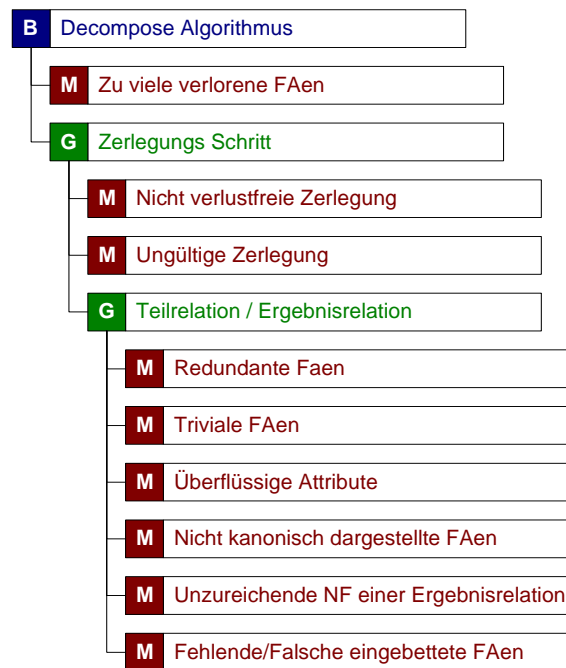 B Decompose Algorithmus
M Zu viele verlorene FAen
G Zerlegungs Schritt
M Nicht verlustfreie Zerlegung
M Ungültige Zerlegung
G Teilrelation / Ergebnisrelation
M Redundante Faen
M Triviale FAen
M Überflüssige Attribute
M Nicht kanonisch dargestellte FAen
M Unzureichende NF einer Ergebnisrelation
M Fehlende/Falsche eingebettete FAen